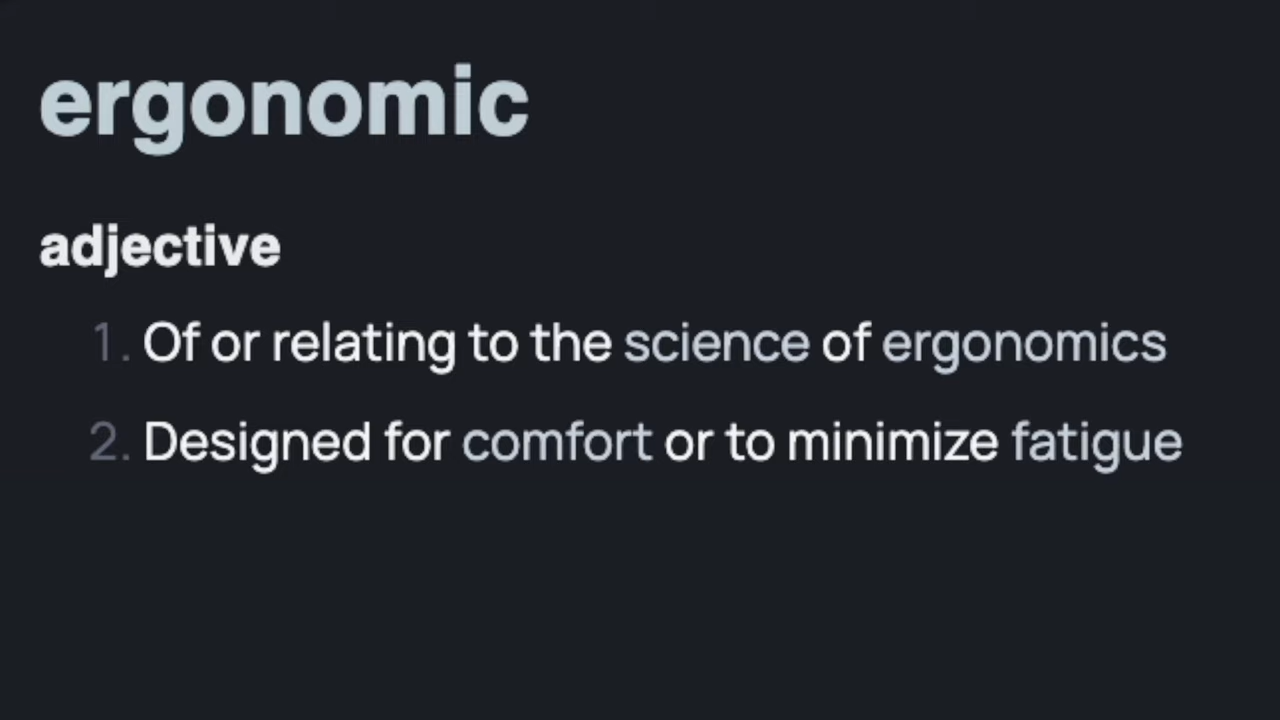 ergonomic
adjective
1. Of or relating to the science of ergonomics
2. Designed for comfort or to minimize fatigue